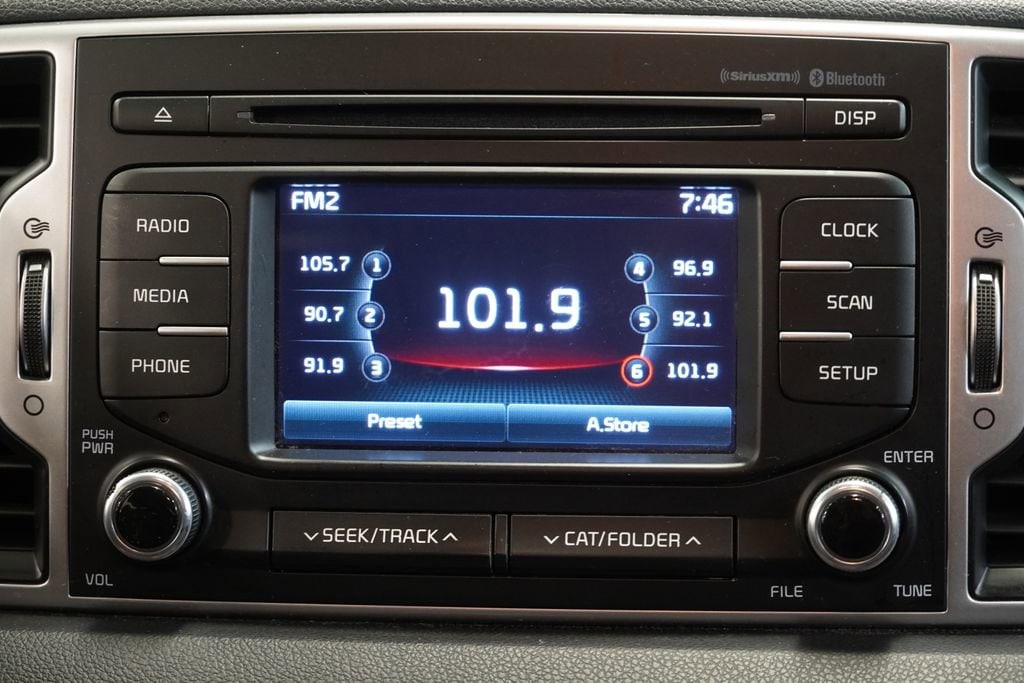 SiriusXM Bluetooth
DISP
FM2 7:46
RADIO
MEDIA
PHONE
105.7 1
90.7 2
91.9 3
101.9
4 96.9
5 92.1
6 101.9
Preset A.Store
CLOCK
SCAN
SETUP
PUSH
PWR
VOL
SEEK/TRACK
CAT/FOLDER
ENTER
FILE TUNE